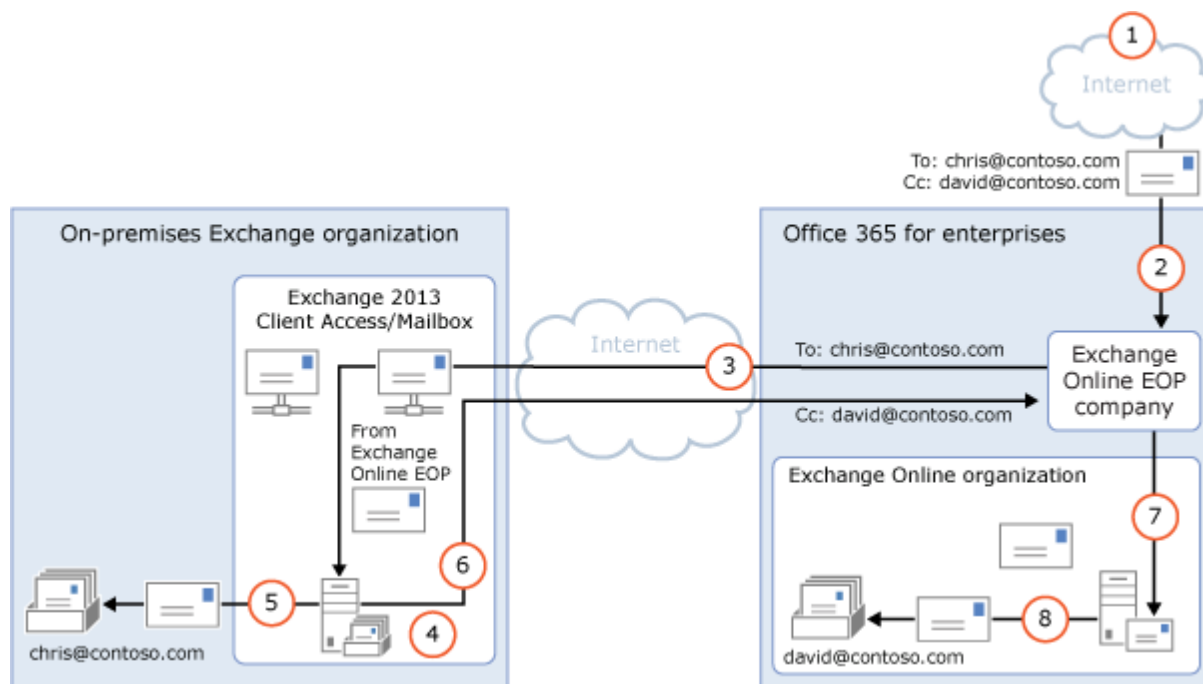 1
Internet
To: chris@contoso.com
Cc: david@contoso.com
On-premises Exchange organization
Office 365 for enterprises
2
Exchange 2013
Client Access/Mailbox
Internet
3
To: chris@contoso.com
Exchange
Online EOP
company
Cc: david@contoso.com
From
Exchange
Online EOP
Exchange Online organization
7
6
5
4
8
chris@contoso.com
david@contoso.com